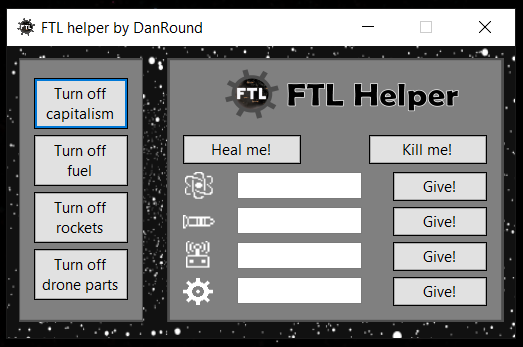 FTL helper by DanRound
Turn off
capitalism
Turn off
fuel
Turn off
rockets
Turn off
drone parts
FTL
FTL Helper
Heal me!
Kill me!
Give!
Give!
Give!
Give!